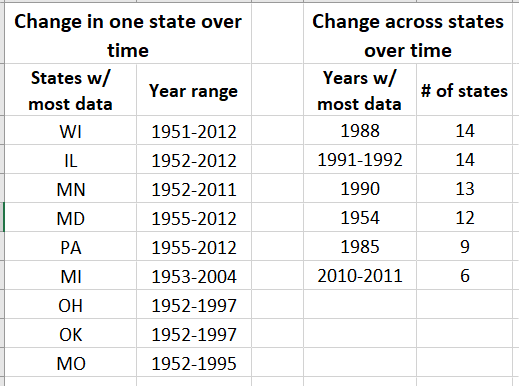 Change in one state over time Change across states over time
States w/ most data Year range Years w/ most data # of states
WI 1951-2012 1988 14
IL 1952-2012 1991-1992 14
MN 1952-2011 1990 13
MD 1955-2012 1954 12
PA 1955-2012 1985 9
MI 1953-2004 2010-2011 6
OH 1952-1997
OK 1952-1997
MO 1952-1995